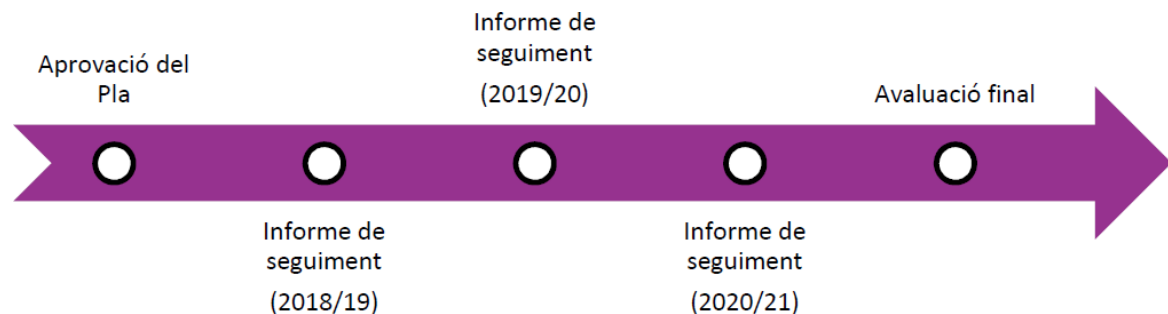 Aprovació del
Pla
Informe de
seguiment
(2018/19)
Informe de
seguiment
(2019/20)
Informe de
seguiment
(2020/21)
Avaluació final